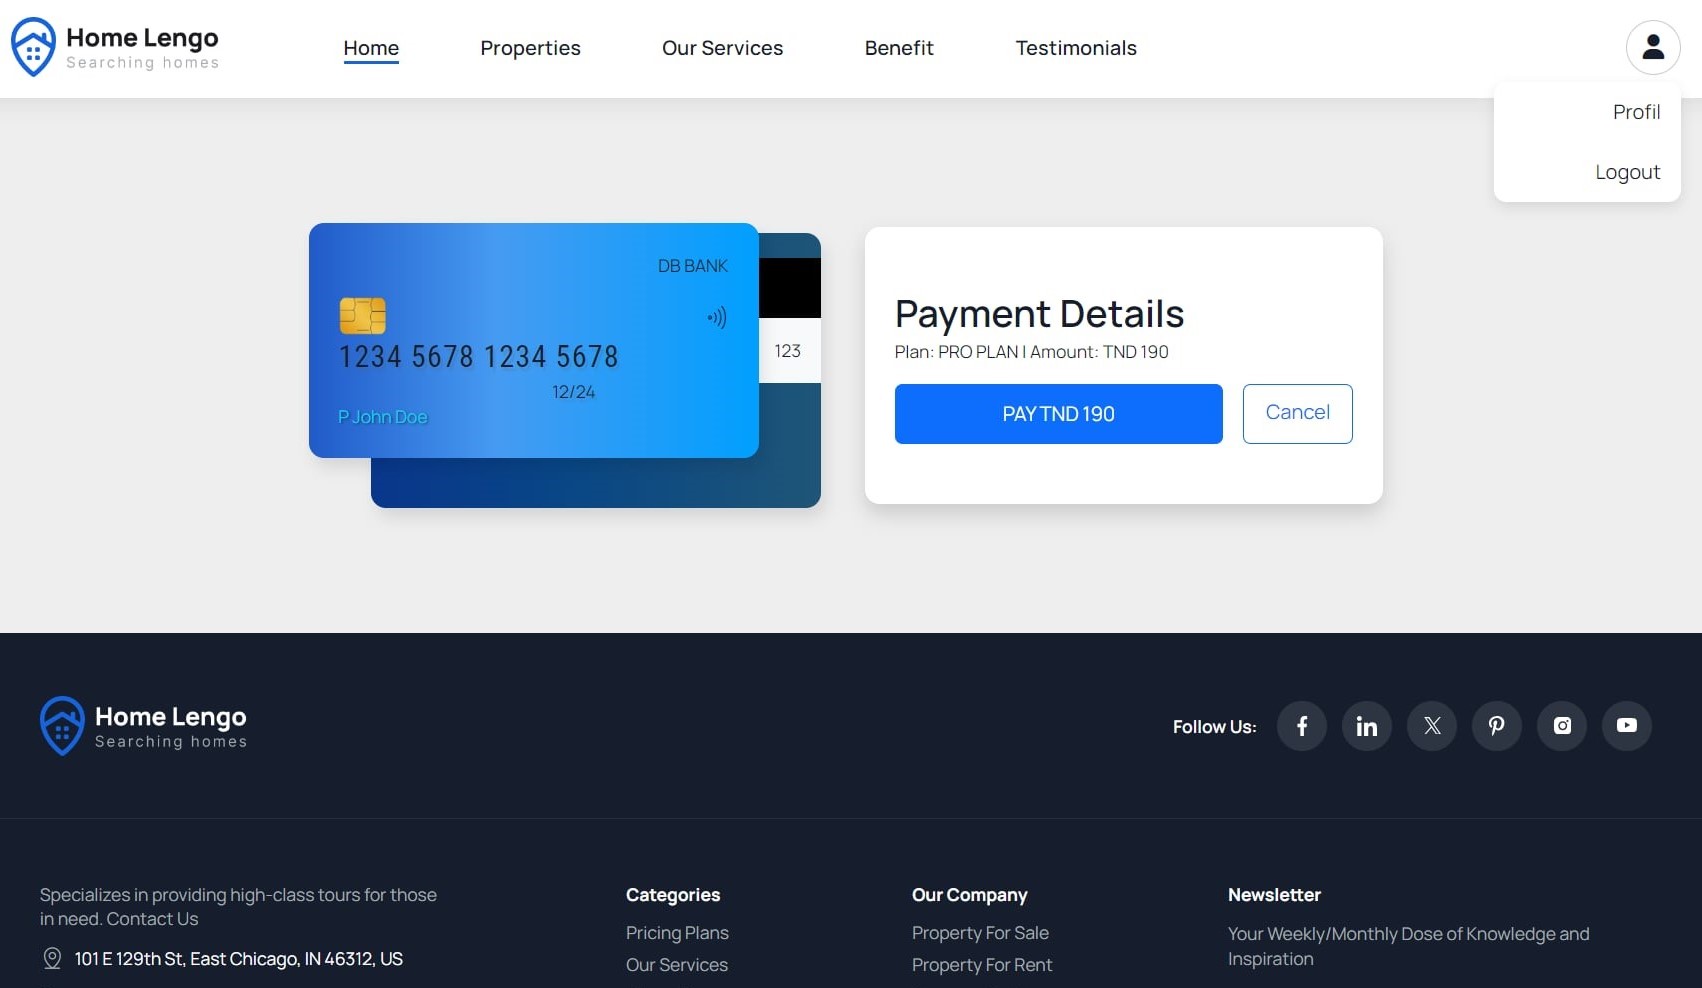 Home Lengo
Searching homes
Home
Properties
Our Services
Benefit
Testimonials
Profil
Logout
DB BANK
1234 5678 1234 5678
12/24
P John Doe
123
Payment Details
Plan: PRO PLAN | Amount: TND 190
PAY TND 190
Cancel
Home Lengo
Searching homes
Follow Us:
Specializes in providing high-class tours for those
in need. Contact Us
101 E 129th St, East Chicago, IN 46312, US
Categories
Pricing Plans
Our Services
Our Company
Property For Sale
Property For Rent
Newsletter
Your Weekly/Monthly Dose of Knowledge and
Inspiration